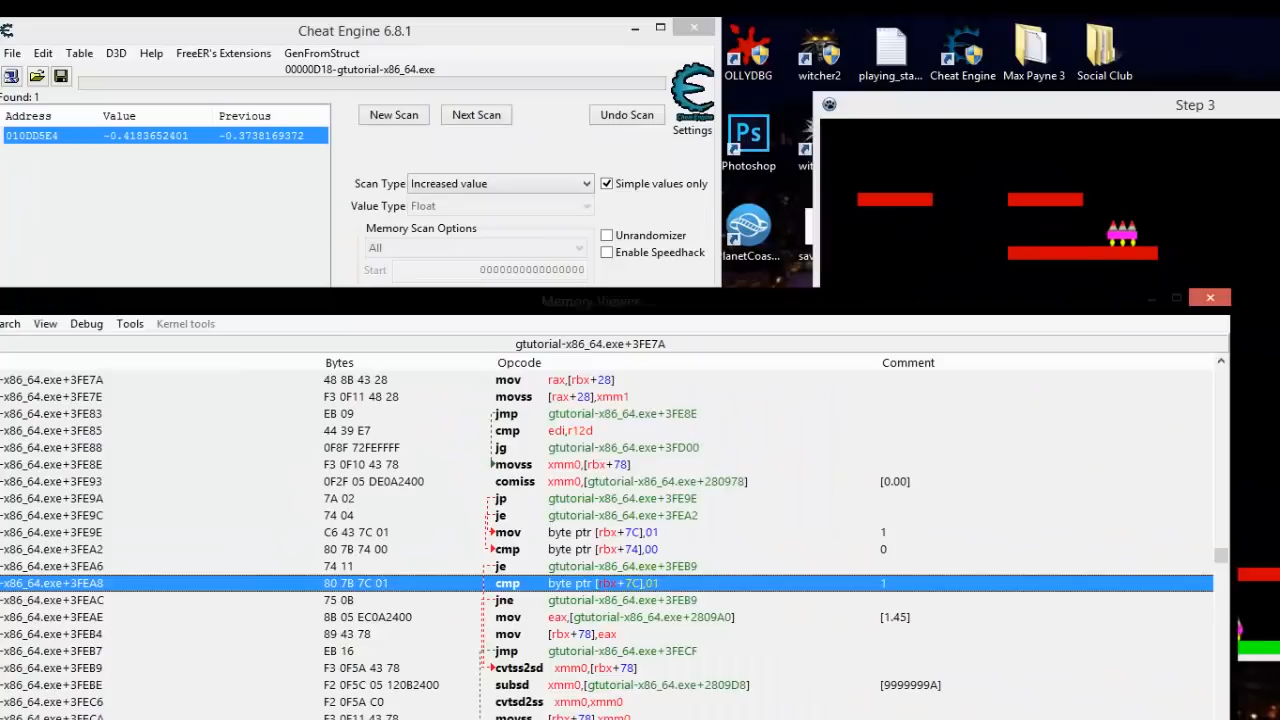 Cheat Engine 6.8.1
File Edit Table D3D Help FreeER's Extensions GenFromStruct
00000D18-gtutorial-x86_64.exe
Found: 1
Address Value Previous
010DD5E4 -0.4183652401 -0.3738169372
New Scan Next Scan Undo Scan
Settings
Scan Type Increased value Simple values only
Value Type Float
Memory Scan Options
All
Unrandomizer
Enable Speedhack
Start 0000000000000000
OLLYDBG witcher2 playing_sta... Cheat Engine Max Payne 3 Social Club
Step 3
Ps
Photoshop wit
lanetCoas... sav
Memory Viewer
arch View Debug Tools Kernel tools
gtutorial-x86_64.exe+3FE7A
Bytes Opcode Comment
-x86_64.exe+3FE7A 48 8B 43 28 mov rax,[rbx+28]
-x86_64.exe+3FE7E F3 0F11 48 28 movss [rax+28],xmm1
-x86_64.exe+3FE83 EB 09 jmp gtutorial-x86_64.exe+3FE8E
-x86_64.exe+3FE85 44 39 E7 cmp edi,r12d
-x86_64.exe+3FE88 0F8F 72FEFFFF jg gtutorial-x86_64.exe+3FD00
-x86_64.exe+3FE8E F3 0F10 43 78 movss xmm0,[rbx+78]
-x86_64.exe+3FE93 0F2F 05 DE0A2400 comiss xmm0,[gtutorial-x86_64.exe+280978] [0.00]
-x86_64.exe+3FE9A 7A 02 jp gtutorial-x86_64.exe+3FE9E
-x86_64.exe+3FE9C 74 04 je gtutorial-x86_64.exe+3FEA2
-x86_64.exe+3FE9E C6 43 7C 01 mov byte ptr [rbx+7C],01 1
-x86_64.exe+3FEA2 80 7B 74 00 cmp byte ptr [rbx+74],00 0
-x86_64.exe+3FEA6 74 11 je gtutorial-x86_64.exe+3FEB9
-x86_64.exe+3FEA8 80 7B 7C 01 cmp byte ptr [rbx+7C],01 1
-x86_64.exe+3FEAC 75 0B jne gtutorial-x86_64.exe+3FEB9
-x86_64.exe+3FEAE 8B 05 EC0A2400 mov eax,[gtutorial-x86_64.exe+2809A0] [1.45]
-x86_64.exe+3FEB4 89 43 78 mov [rbx+78],eax
-x86_64.exe+3FEB7 EB 16 jmp gtutorial-x86_64.exe+3FECF
-x86_64.exe+3FEB9 F3 0F5A 43 78 cvtss2sd xmm0,[rbx+78]
-x86_64.exe+3FEBE F2 0F5C 05 120B2400 subsd xmm0,[gtutorial-x86_64.exe+2809D8] [9999999A]
-x86_64.exe+3FEC6 F2 0F5A C0 cvtsd2ss xmm0,xmm0
-x86_64.exe+3FECA F3 0F11 43 78 movss [rbx+78],xmm0